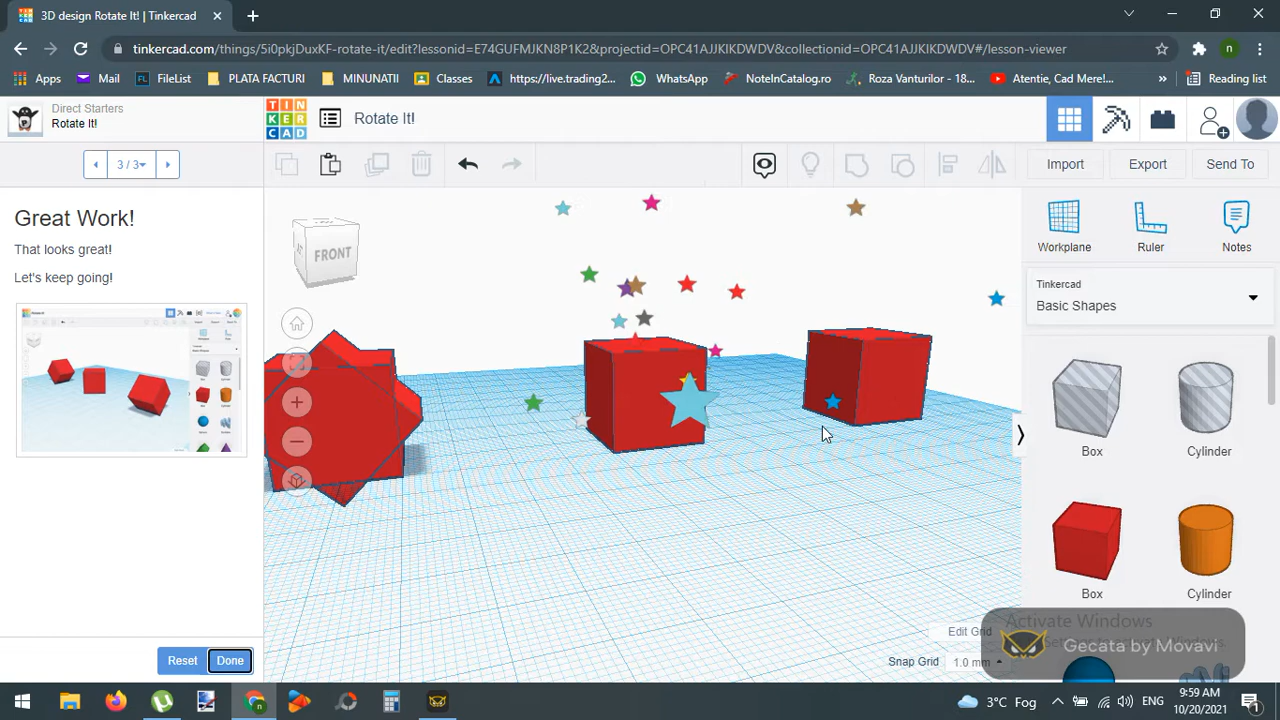 3D design Rotate It! | Tinkercad
tinkercad.com/things/5i0pkjDuxKF-rotate-it/edit?lessonid=E74GUFMJKN8P1K2&projectid=OPC41AJJKIKDWDV&collectionid=OPC41AJJKIKDWDV#/lesson-viewer
n
Apps
Mail
FL FileList
PLATA FACTURI
MINUNATI
Classes
https://live.trading2...
WhatsApp
NoteInCatalog.ro
Roza Vanturilor - 18...
Atentie, Cad Mere!...
»
Reading list
Direct Starters
Rotate It!
TIN
KER
CAD
Rotate It!
3 / 3
Import
Export
Send To
Great Work!
That looks great!
Let's keep going!
FRONT
Workplane
Ruler
Notes
Tinkercad
Basic Shapes
Box
Cylinder
Box
Cylinder
Activate Windows
Gecata by Movavi
Edit Grid
Snap Grid
1.0 mm
Reset
Done
n
3°C Fog
ENG
9:59 AM
10/20/2021
1